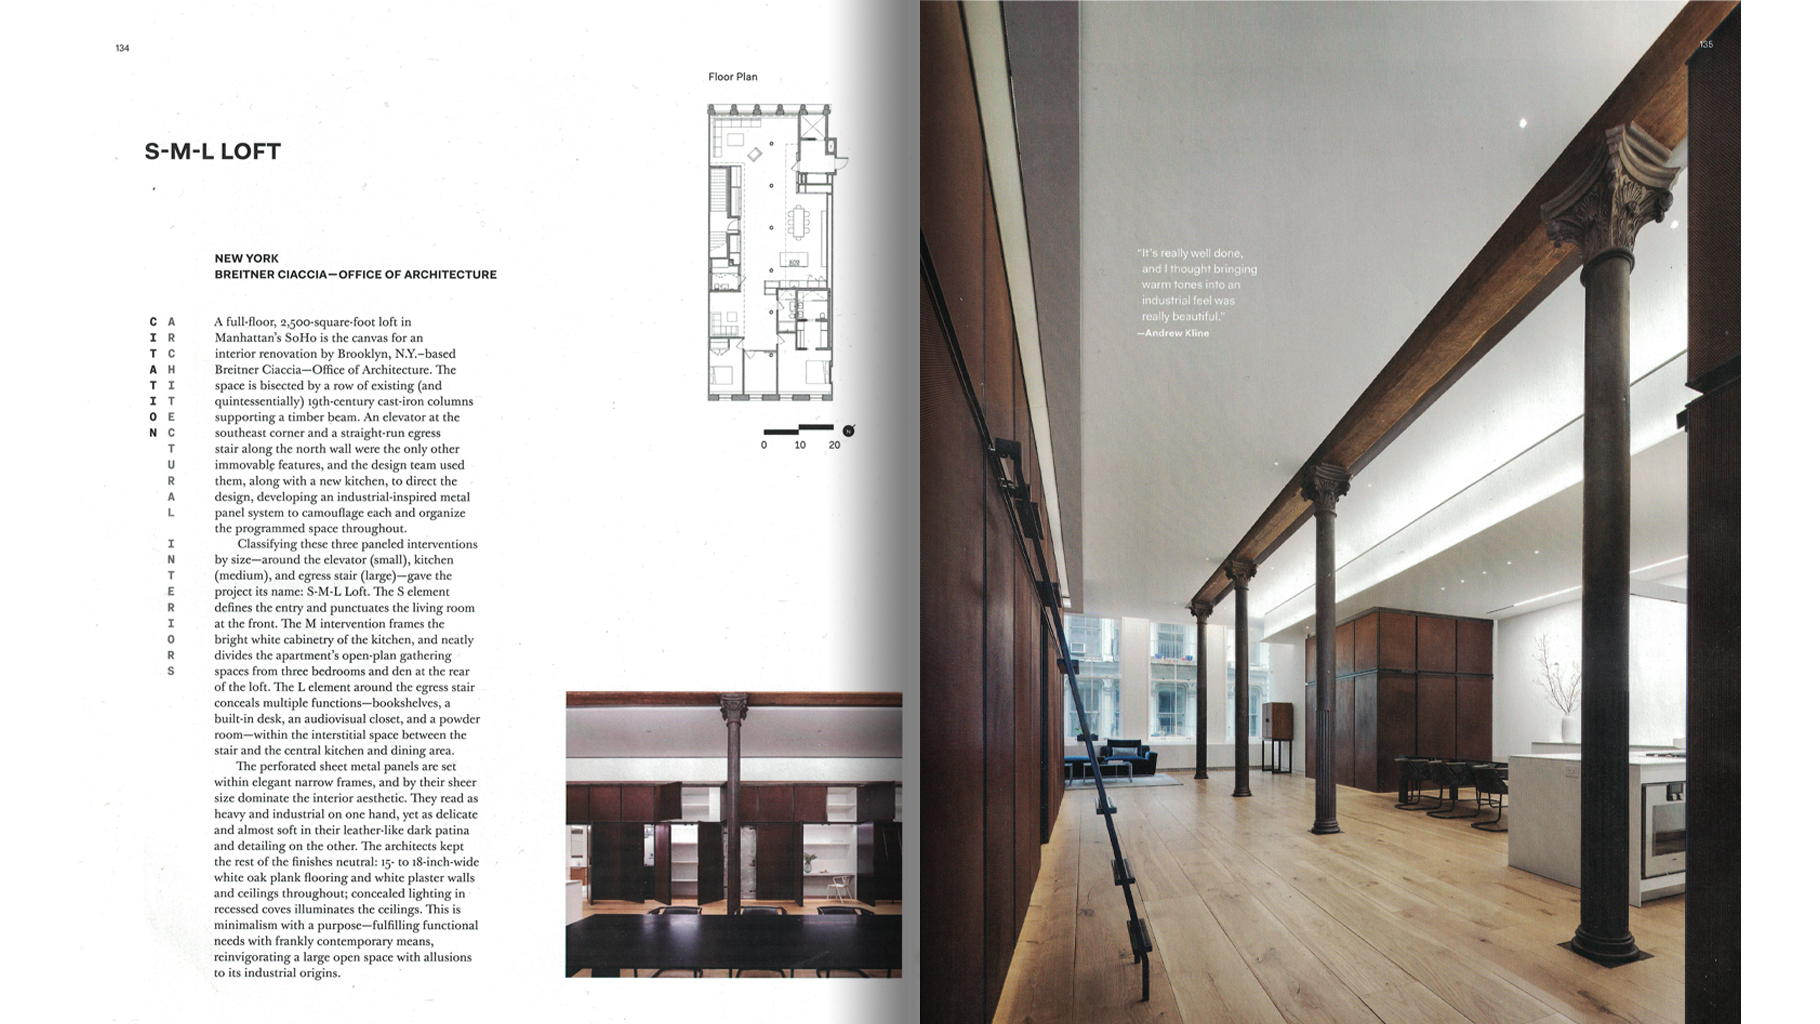 134
S-M-L LOFT
NEW YORK
BREITNER CIACCIA—OFFICE OF ARCHITECTURE
CITATION
ARCHITECTURAL INTERIORS
A full-floor, 2,500-square-foot loft in
Manhattan's SoHo is the canvas for an
interior renovation by Brooklyn, N.Y.–based
Breitner Ciaccia—Office of Architecture. The
space is bisected by a row of existing (and
quintessentially) 19th-century cast-iron columns
supporting a timber beam. An elevator at the
southeast corner and a straight-run egress
stair along the north wall were the only other
immovable features, and the design team used
them, along with a new kitchen, to direct the
design, developing an industrial-inspired metal
panel system to camouflage each and organize
the programmed space throughout.
Classifying these three paneled interventions
by size—around the elevator (small), kitchen
(medium), and egress stair (large)—gave the
project its name: S-M-L Loft. The S element
defines the entry and punctuates the living room
at the front. The M intervention frames the
bright white cabinetry of the kitchen, and neatly
divides the apartment's open-plan gathering
spaces from three bedrooms and den at the rear
of the loft. The L element around the egress stair
conceals multiple functions—bookshelves, a
built-in desk, an audiovisual closet, and a powder
room—within the interstitial space between the
stair and the central kitchen and dining area.
The perforated sheet metal panels are set
within elegant narrow frames, and by their sheer
size dominate the interior aesthetic. They read as
heavy and industrial on one hand, yet as delicate
and almost soft in their leather-like dark patina
and detailing on the other. The architects kept
the rest of the finishes neutral: 15- to 18-inch-wide
white oak plank flooring and white plaster walls
and ceilings throughout; concealed lighting in
recessed coves illuminates the ceilings. This is
minimalism with a purpose—fulfilling functional
needs with frankly contemporary means,
reinvigorating a large open space with allusions
to its industrial origins.
Floor Plan
0 10 20 N
135
"It's really well done,
and I thought bringing
warm tones into an
industrial feel was
really beautiful."
—Andrew Kline